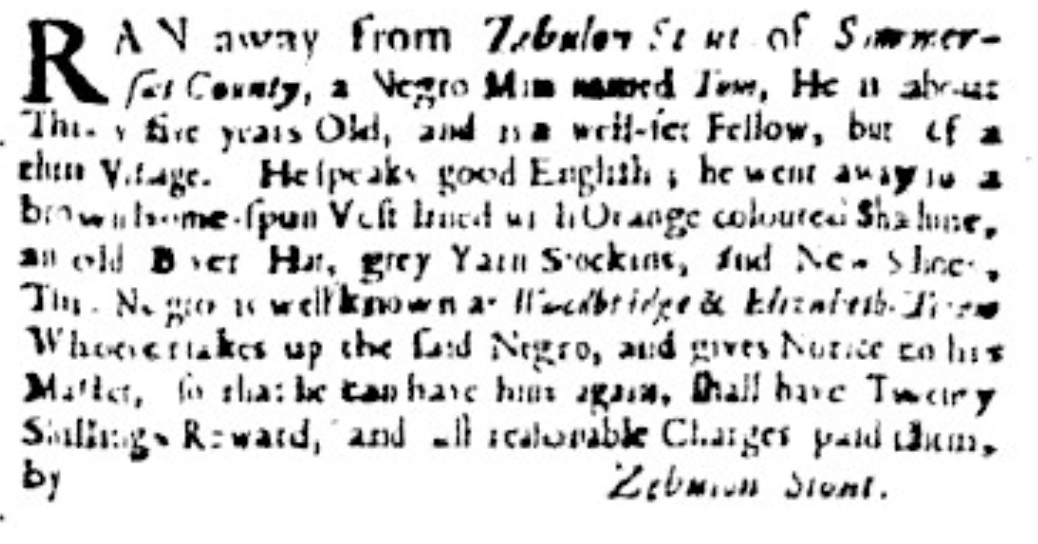 RAN away from Zebulon Stout of Sommer-
set County, a Negro Man named Tom, He is about
Thirty five years Old, and is a well-set Fellow, but of a
thin Visage. He speaks good English; he went away in a
brown home-spun Vest lined with Orange coloured Shalune,
an old Bever Hat, grey Yarn Stockins, and New Shoes,
This Negro is well known at Woodbridge & Elizabeth-Town
Whoever takes up the said Negro, and gives Notice to his
Master, so that he can have him again, shall have Twenty
Shillings Reward, and all reasonable Charges paid them,
by Zebulon Stout.